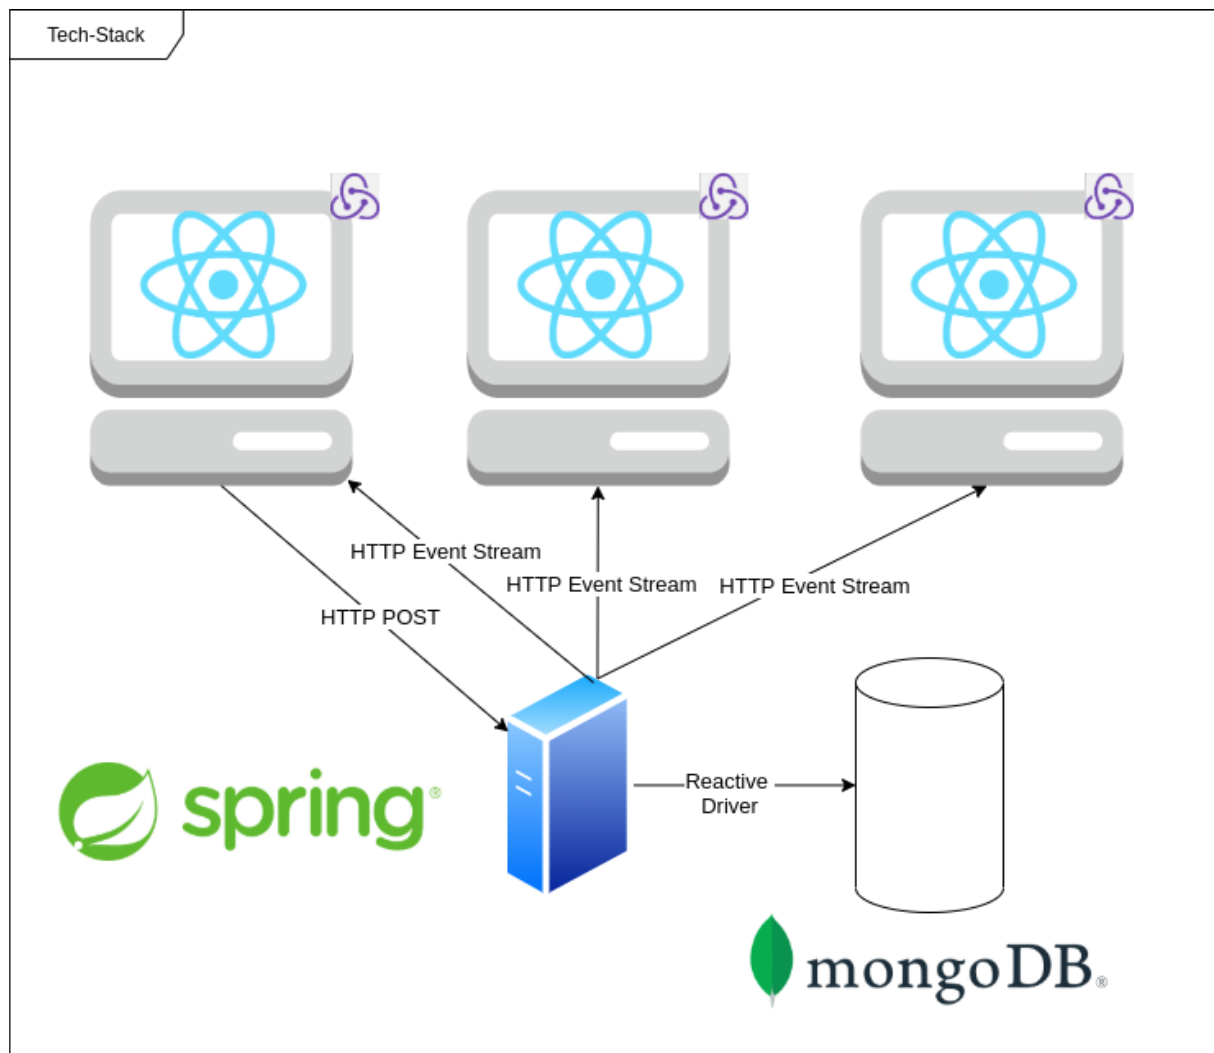 Tech-Stack
HTTP Event Stream
HTTP Event Stream
HTTP Event Stream
HTTP POST
Reactive
Driver
spring®
mongoDB®